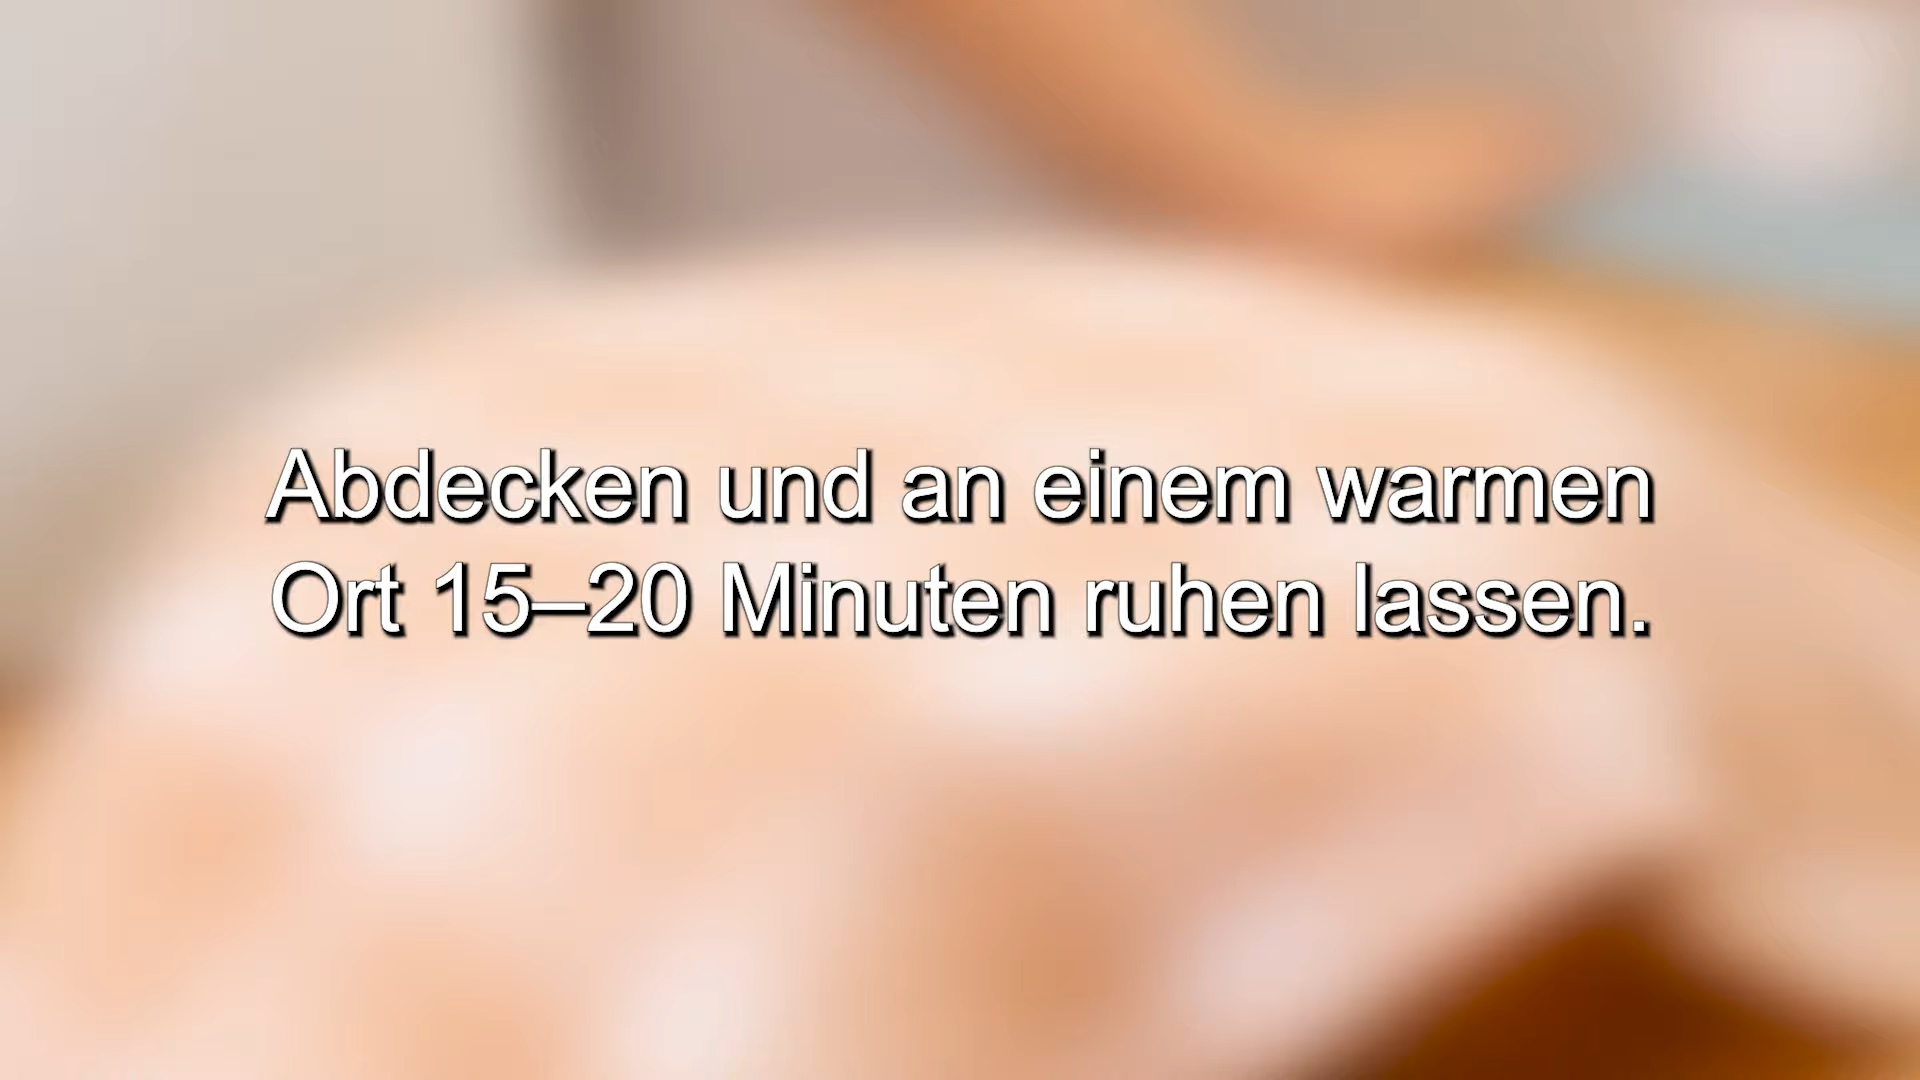 Abdecken und an einem warmen
Ort 15–20 Minuten ruhen lassen.